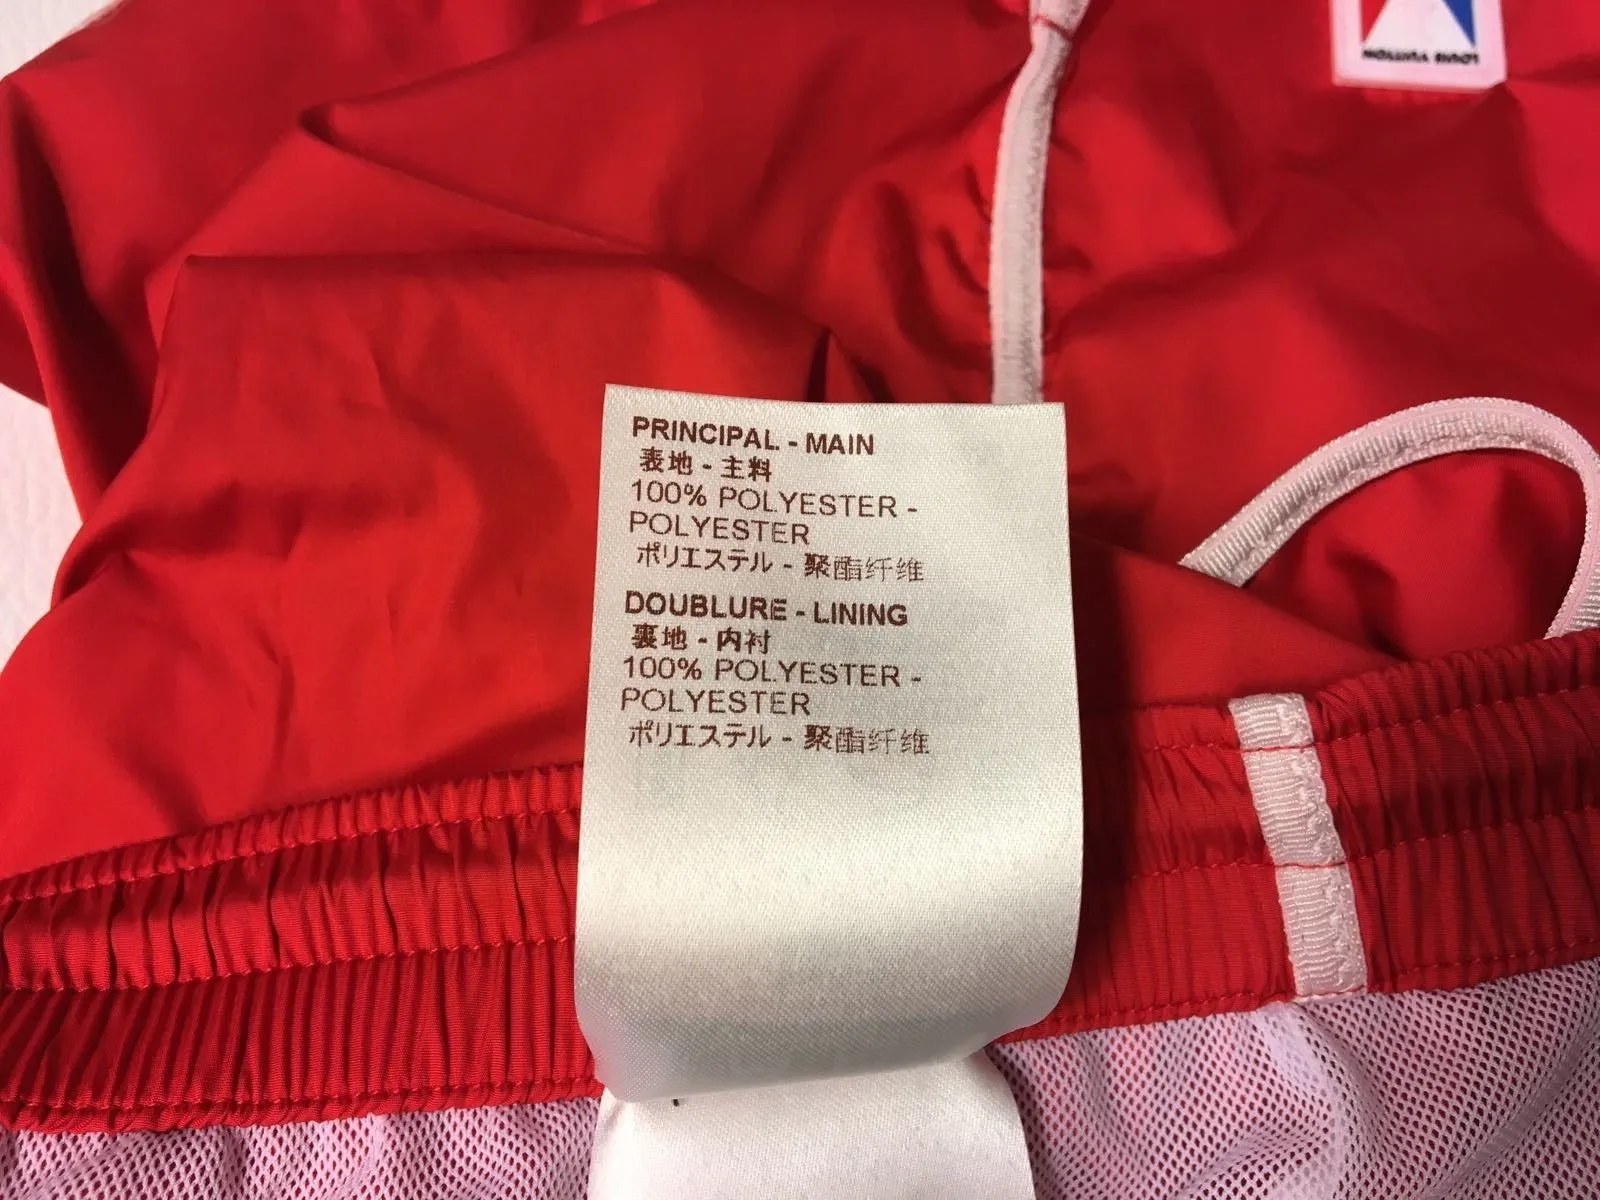 LOUIS VUITTON
PRINCIPAL - MAIN
表地 - 主料
100% POLYESTER -
POLYESTER
ポリエステル - 聚酯纤维
DOUBLURE - LINING
裏地 - 内衬
100% POLYESTER -
POLYESTER
ポリエステル - 聚酯纤维